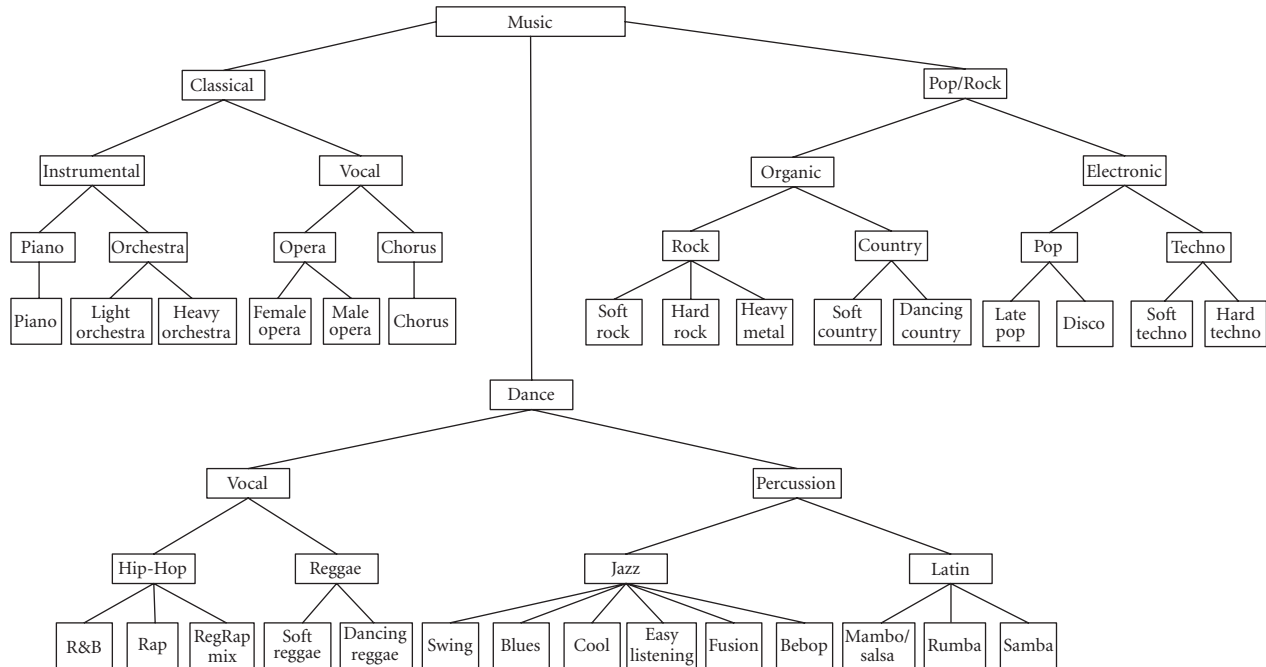 Music
Classical
Pop/Rock
Instrumental
Vocal
Organic
Electronic
Piano
Orchestra
Opera
Chorus
Rock
Country
Pop
Techno
Piano
Light
orchestra
Heavy
orchestra
Female
opera
Male
opera
Chorus
Soft
rock
Hard
rock
Heavy
metal
Soft
country
Dancing
country
Late
pop
Disco
Soft
techno
Hard
techno
Dance
Vocal
Percussion
Hip-Hop
Reggae
Jazz
Latin
R&B
Rap
RegRap
mix
Soft
reggae
Dancing
reggae
Swing
Blues
Cool
Easy
listening
Fusion
Bebop
Mambo/
salsa
Rumba
Samba